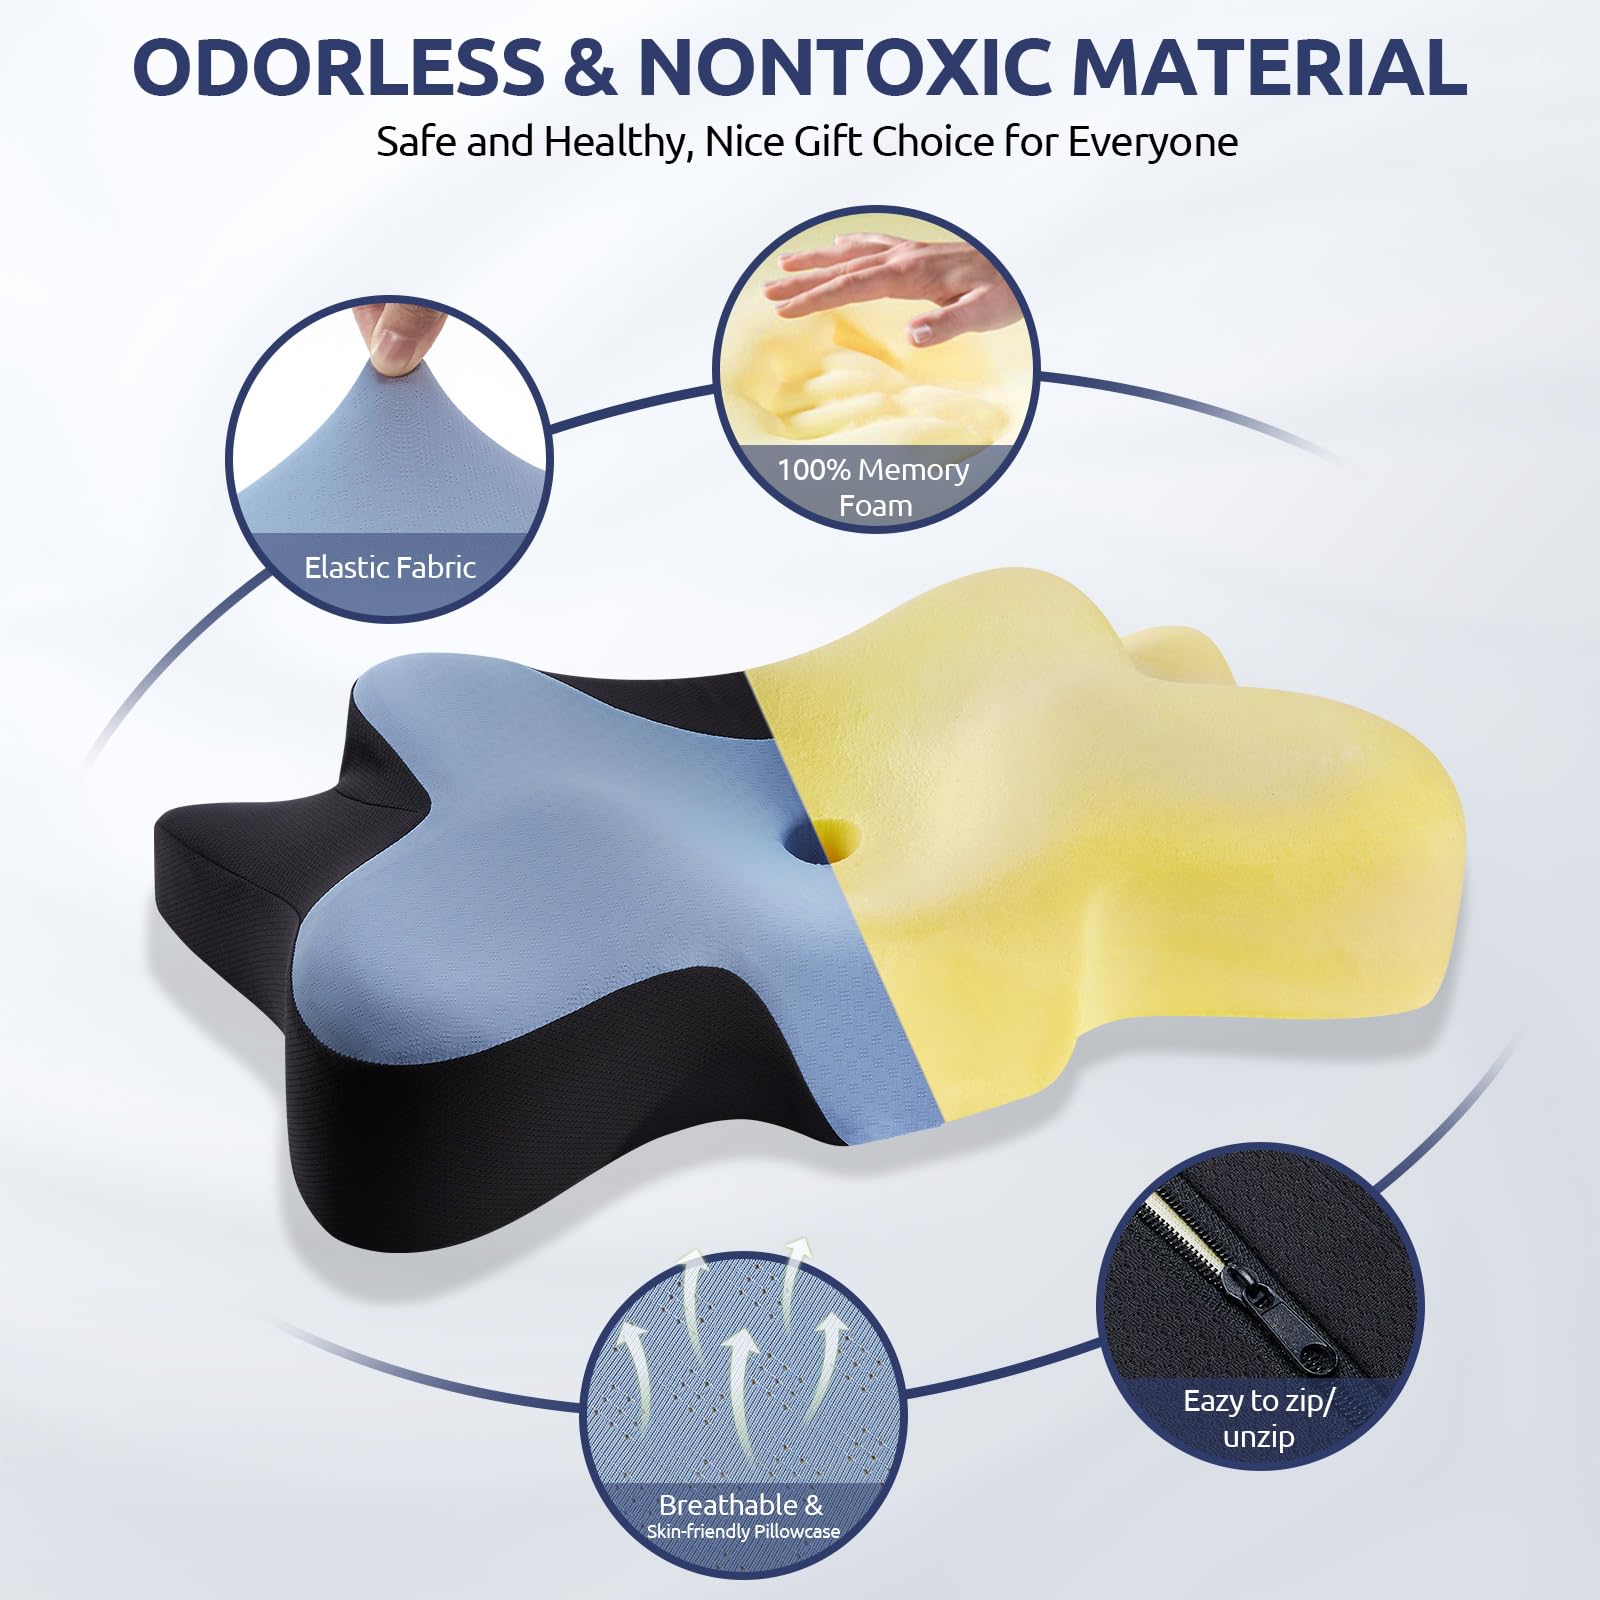 ODORLESS & NONTOXIC MATERIAL
Safe and Healthy, Nice Gift Choice for Everyone
100% Memory
Foam
Elastic Fabric
Eazy to zip/
unzip
Breathable &
Skin-friendly Pillowcase